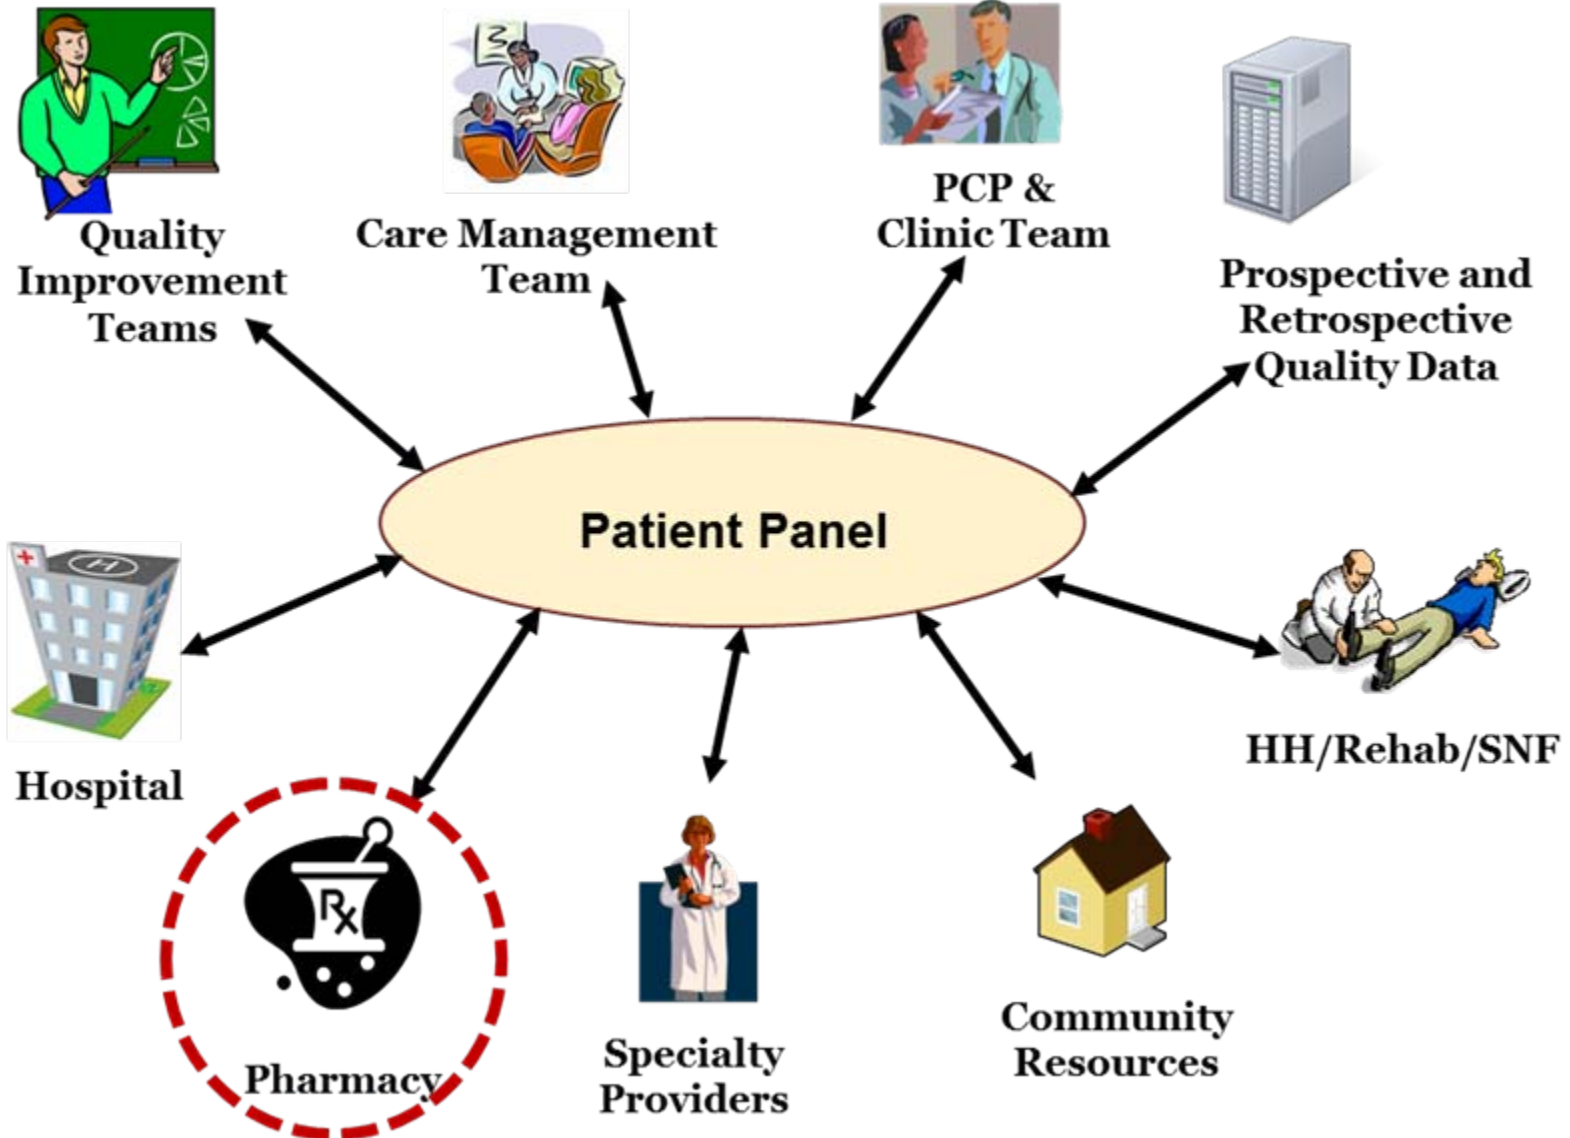 Quality
Improvement
Teams
Care Management
Team
PCP &
Clinic Team
Prospective and
Retrospective
Quality Data
Patient Panel
H
Hospital
HH/Rehab/SNF
Rx
Pharmacy
Specialty
Providers
Community
Resources